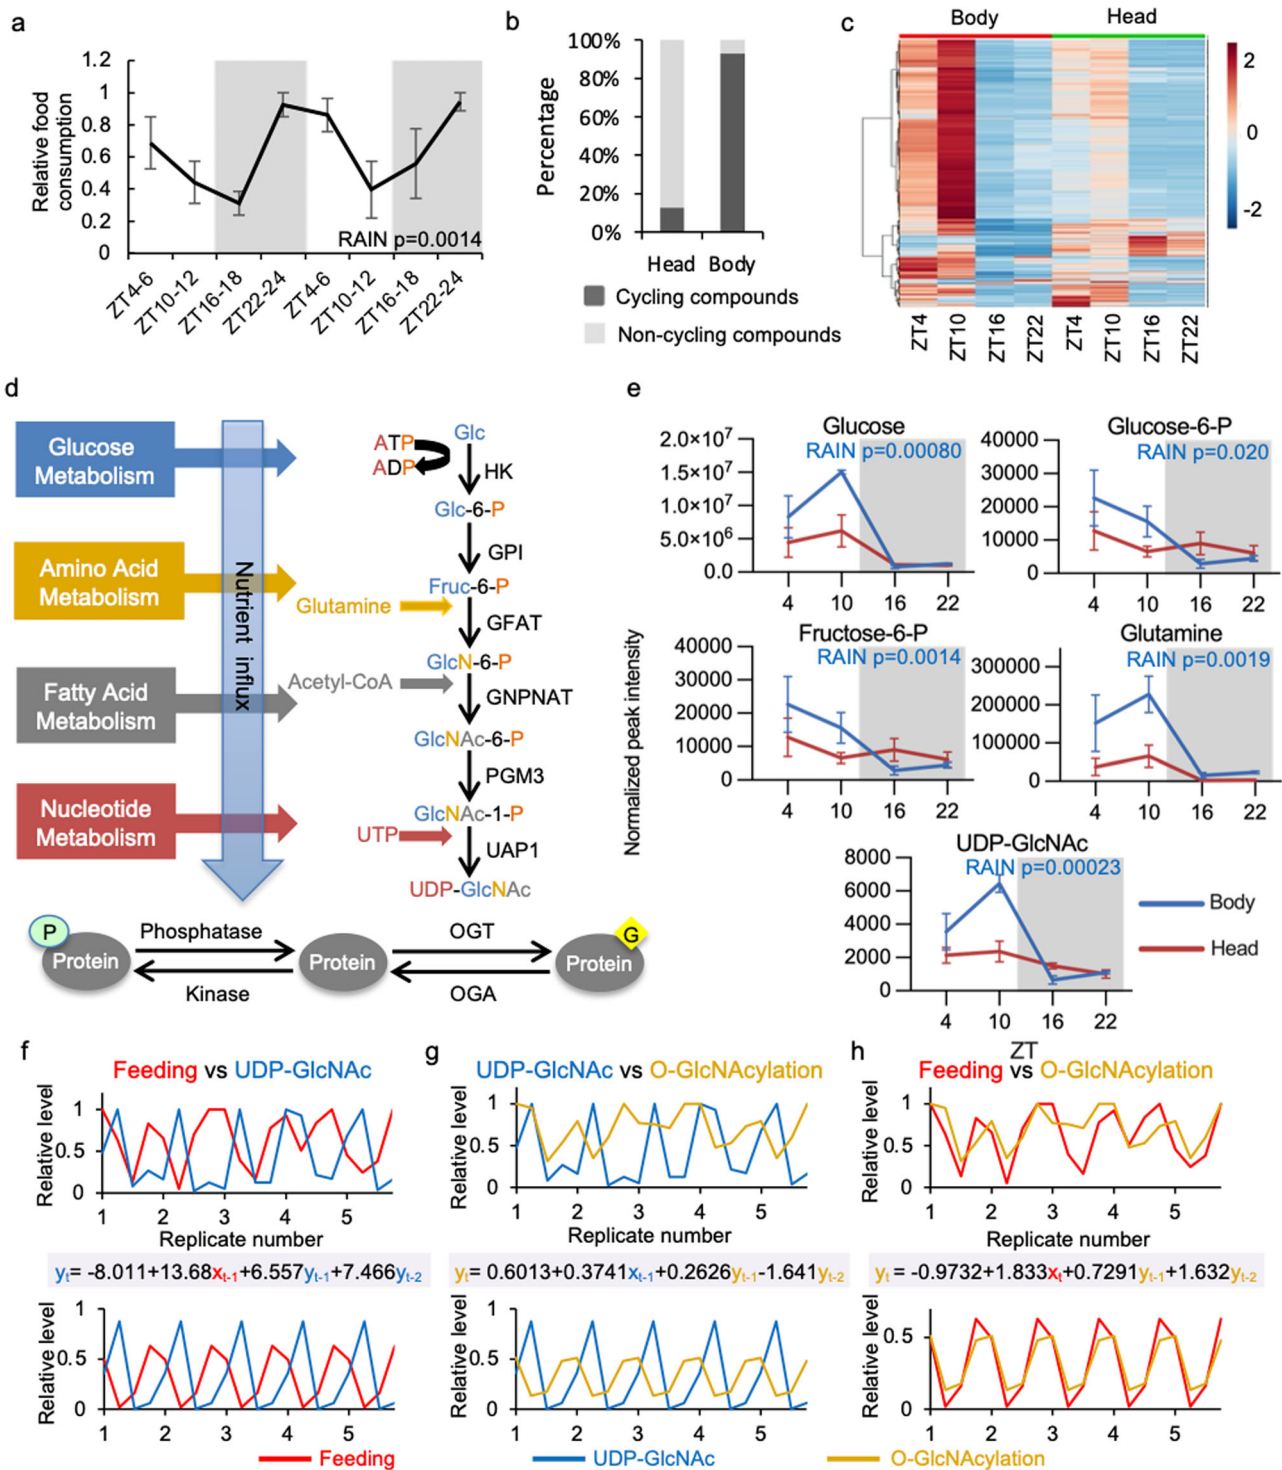 a
Relative food
consumption
1.2
1
0.8
0.6
0.4
0.2
0
RAIN p=0.0014
ZT4-6
ZT10-12
ZT16-18
ZT22-24
ZT4-6
ZT10-12
ZT16-18
ZT22-24
b
Percentage
100%
80%
60%
40%
20%
0%
Head Body
Cycling compounds
Non-cycling compounds
c
Body Head
2
0
-2
ZT4
ZT10
ZT16
ZT22
ZT4
ZT10
ZT16
ZT22
d
Glucose
Metabolism
Amino Acid
Metabolism
Fatty Acid
Metabolism
Nucleotide
Metabolism
Nutrient influx
ATP
ADP
Glc
HK
Glc-6-P
GPI
Fruc-6-P
Glutamine
GFAT
GlcN-6-P
Acetyl-CoA
GNPNAT
GlcNAc-6-P
PGM3
GlcNAc-1-P
UTP
UAP1
UDP-GlcNAc
P
Protein
Phosphatase
Kinase
Protein
OGT
OGA
G
Protein
e
Normalized peak intensity
Glucose
RAIN p=0.00080
2.0×10⁷
1.5×10⁷
1.0×10⁷
5.0×10⁶
0.0
4 10 16 22
Glucose-6-P
RAIN p=0.020
40000
30000
20000
10000
0
4 10 16 22
Fructose-6-P
RAIN p=0.0014
40000
30000
20000
10000
0
4 10 16 22
Glutamine
RAIN p=0.0019
300000
200000
100000
0
4 10 16 22
UDP-GlcNAc
RAIN p=0.00023
8000
6000
4000
2000
0
4 10 16 22
ZT
Body
Head
f
Feeding vs UDP-GlcNAc
Relative level
1
0.5
0
1 2 3 4 5
Replicate number
yₜ= -8.011+13.68xₜ₋₁+6.557yₜ₋₁+7.466yₜ₋₂
Relative level
1
0.5
0
1 2 3 4 5
g
UDP-GlcNAc vs O-GlcNAcylation
Relative level
1
0.5
0
1 2 3 4 5
Replicate number
yₜ= 0.6013+0.3741xₜ₋₁+0.2626yₜ₋₁-1.641yₜ₋₂
Relative level
1
0.5
0
1 2 3 4 5
h
Feeding vs O-GlcNAcylation
Relative level
1
0.5
0
1 2 3 4 5
Replicate number
yₜ= -0.9732+1.833xₜ+0.7291yₜ₋₁+1.632yₜ₋₂
Relative level
0.5
0
1 2 3 4 5
Feeding
UDP-GlcNAc
O-GlcNAcylation